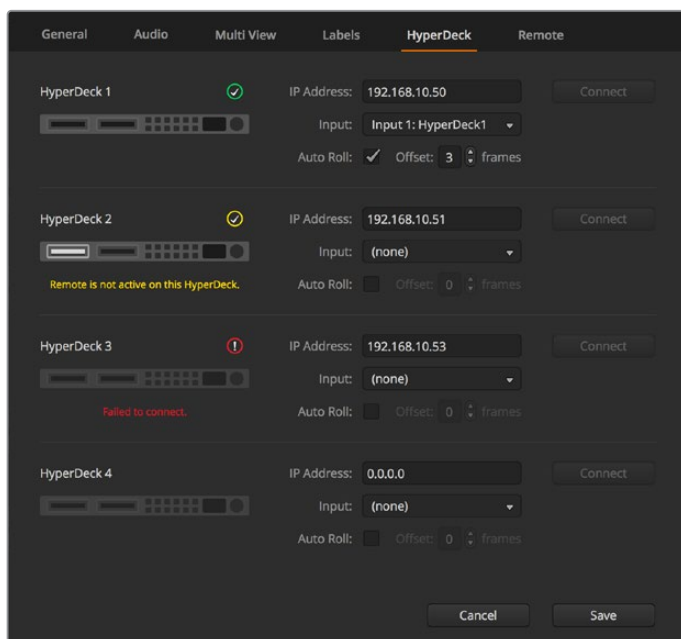 General Audio Multi View Labels HyperDeck Remote
HyperDeck 1 IP Address: 192.168.10.50 Connect
Input: Input 1: HyperDeck1
Auto Roll: Offset: 3 frames
HyperDeck 2 IP Address: 192.168.10.51 Connect
Input: (none)
Remote is not active on this HyperDeck. Auto Roll: Offset: 0 frames
HyperDeck 3 IP Address: 192.168.10.53 Connect
Input: (none)
Failed to connect. Auto Roll: Offset: 0 frames
HyperDeck 4 IP Address: 0.0.0.0 Connect
Input: (none)
Auto Roll: Offset: 0 frames
Cancel Save